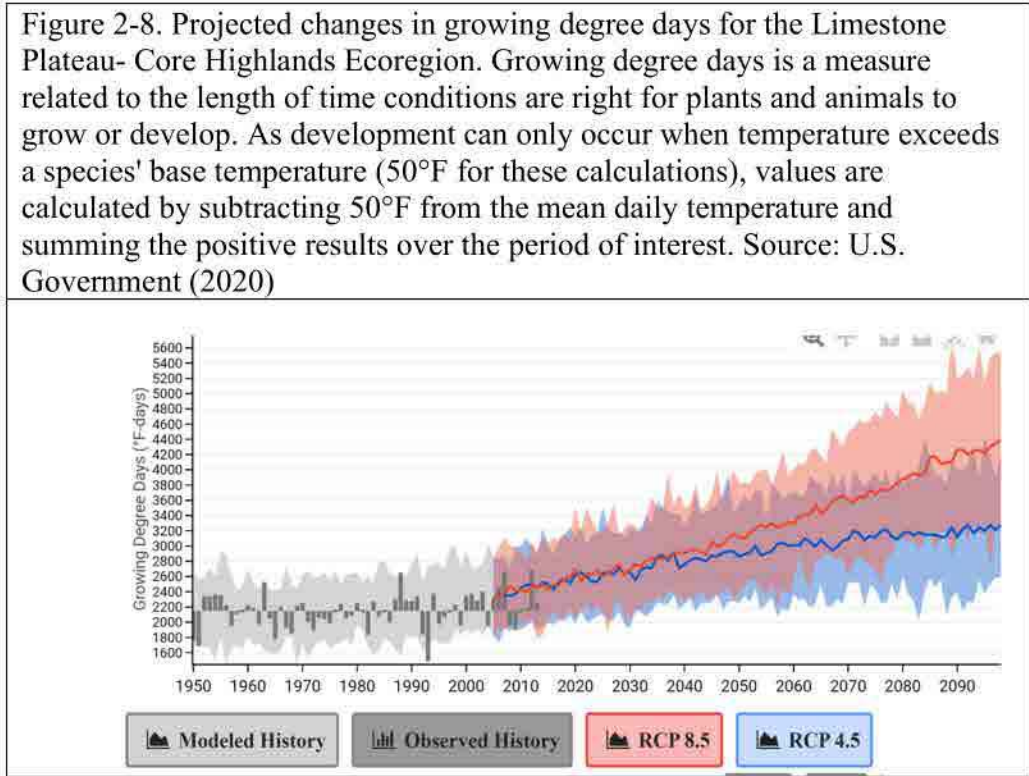 Figure 2-8. Projected changes in growing degree days for the Limestone
Plateau- Core Highlands Ecoregion. Growing degree days is a measure
related to the length of time conditions are right for plants and animals to
grow or develop. As development can only occur when temperature exceeds
a species' base temperature (50°F for these calculations), values are
calculated by subtracting 50°F from the mean daily temperature and
summing the positive results over the period of interest. Source: U.S.
Government (2020)
Growing Degree Days (°F-days)
5600
5400
5200
5000
4800
4600
4400
4200
4000
3800
3600
3400
3200
3000
2800
2600
2400
2200
2000
1800
1600
1950 1960 1970 1980 1990 2000 2010 2020 2030 2040 2050 2060 2070 2080 2090
Modeled History Observed History RCP 8.5 RCP 4.5